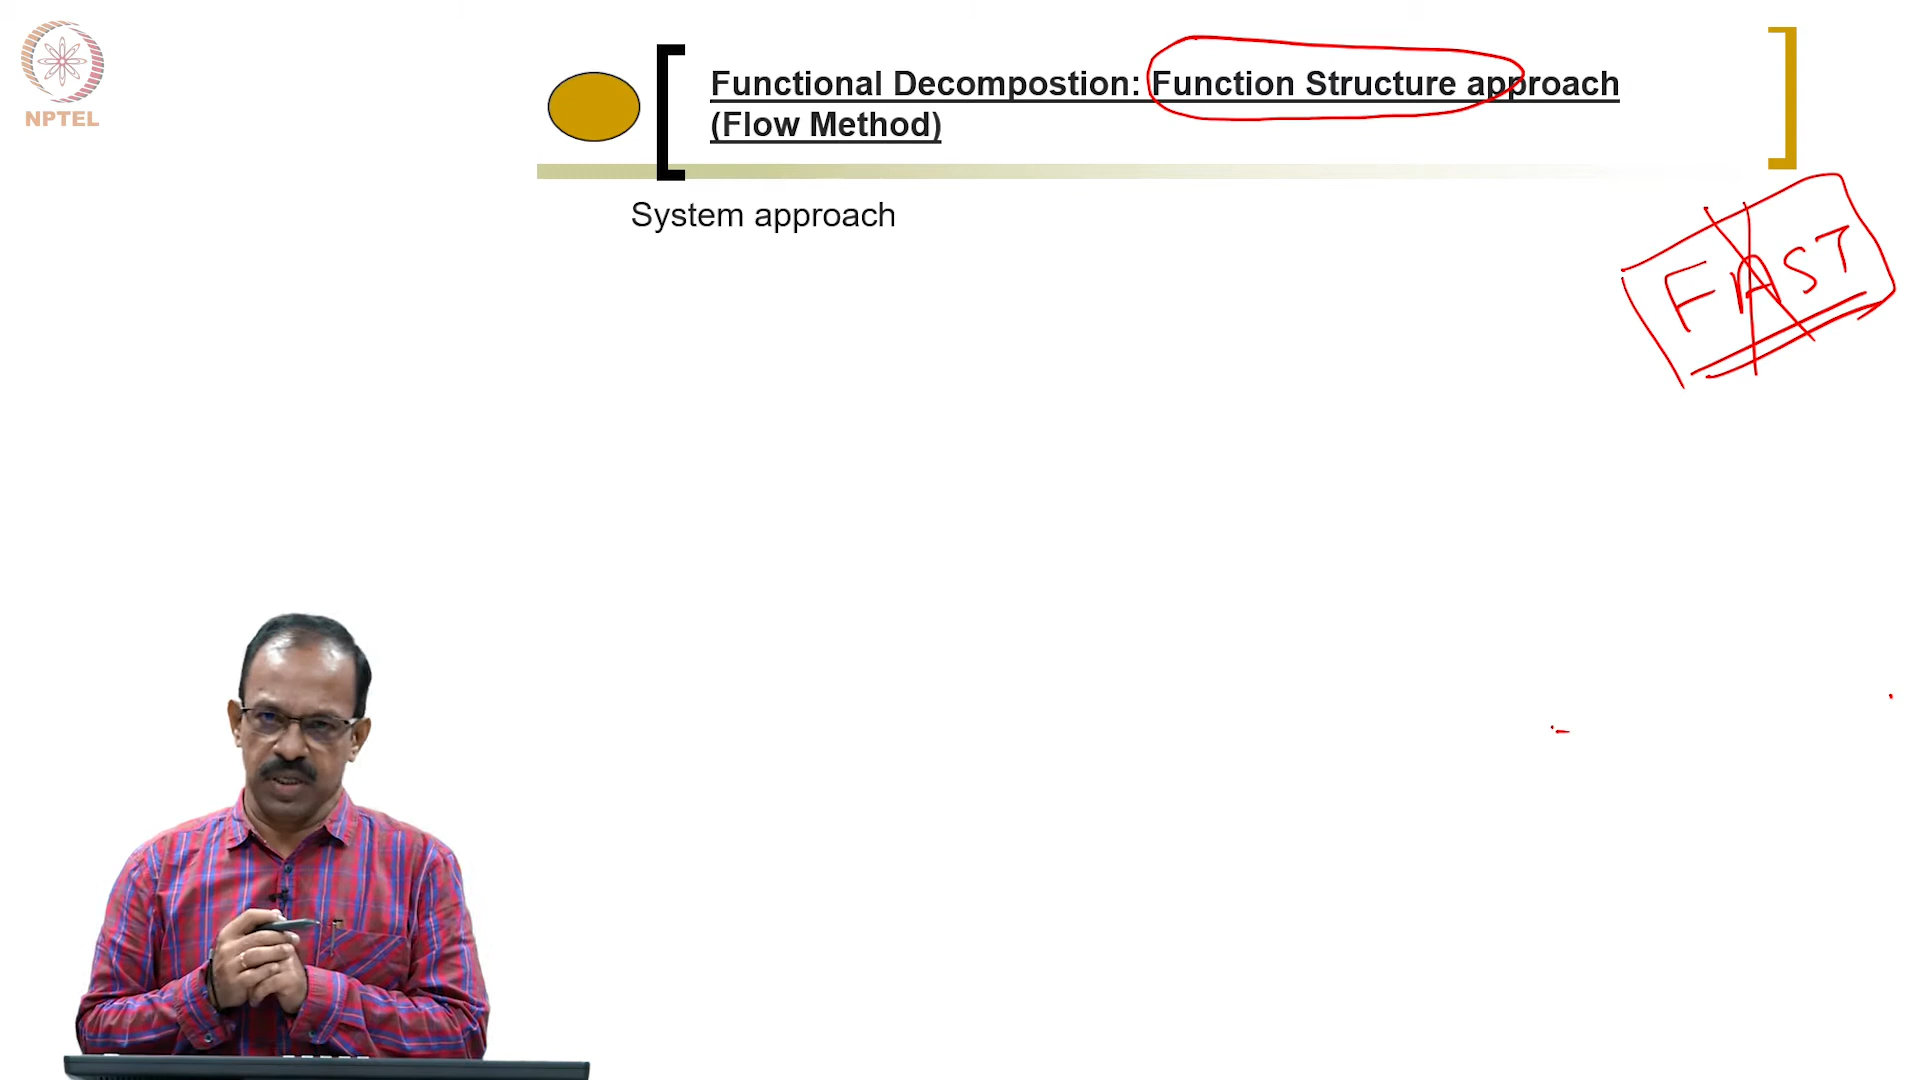 NPTEL
Functional Decompostion: Function Structure approach
(Flow Method)
System approach
FAST